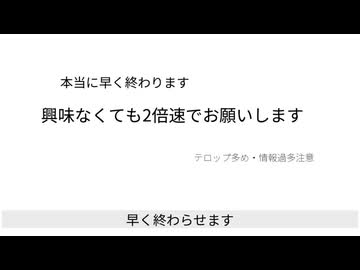 本当に早く終わります
興味なくても2倍速でお願いします
テロップ多め・情報過多注意
早く終わらせます